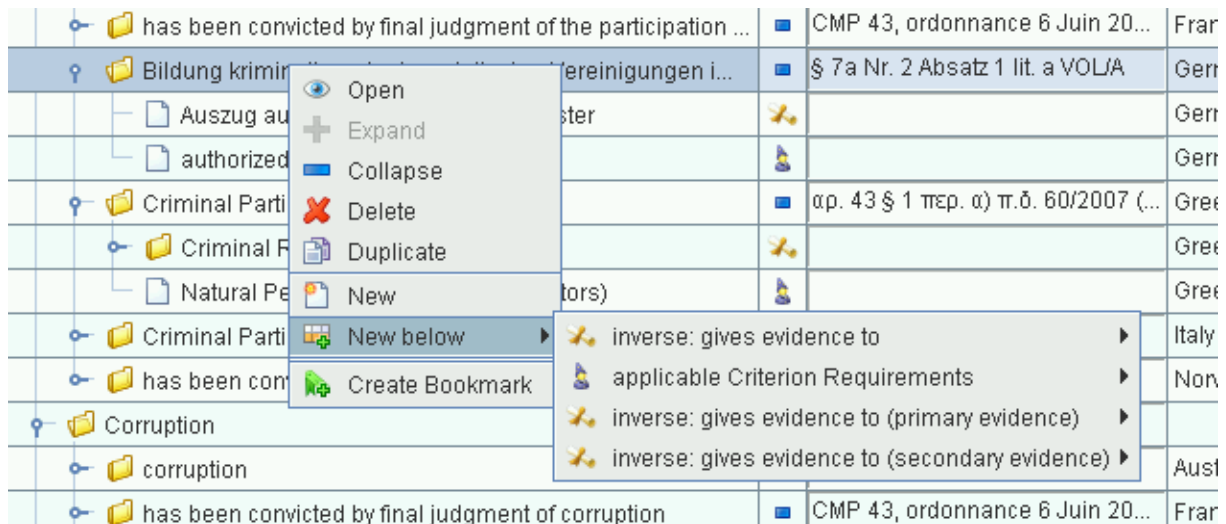 has been convicted by final judgment of the participation ... CMP 43, ordonnance 6 Juin 20... Fran
Bildung krimin Vereinigungen i... § 7a Nr. 2 Absatz 1 lit. a VOL/A Gern
Open
Auszug au ster Gern
Expand
authorized Gern
Collapse
Criminal Parti αρ. 43 § 1 περ. α) π.δ. 60/2007 (... Gree
Delete
Criminal R Gree
Duplicate
Natural Pe tors) Gree
New
Criminal Parti New below inverse: gives evidence to Italy
has been con Create Bookmark applicable Criterion Requirements Norv
Corruption inverse: gives evidence to (primary evidence)
corruption inverse: gives evidence to (secondary evidence) Aust
has been convicted by final judgment of corruption CMP 43, ordonnance 6 Juin 20... Fran